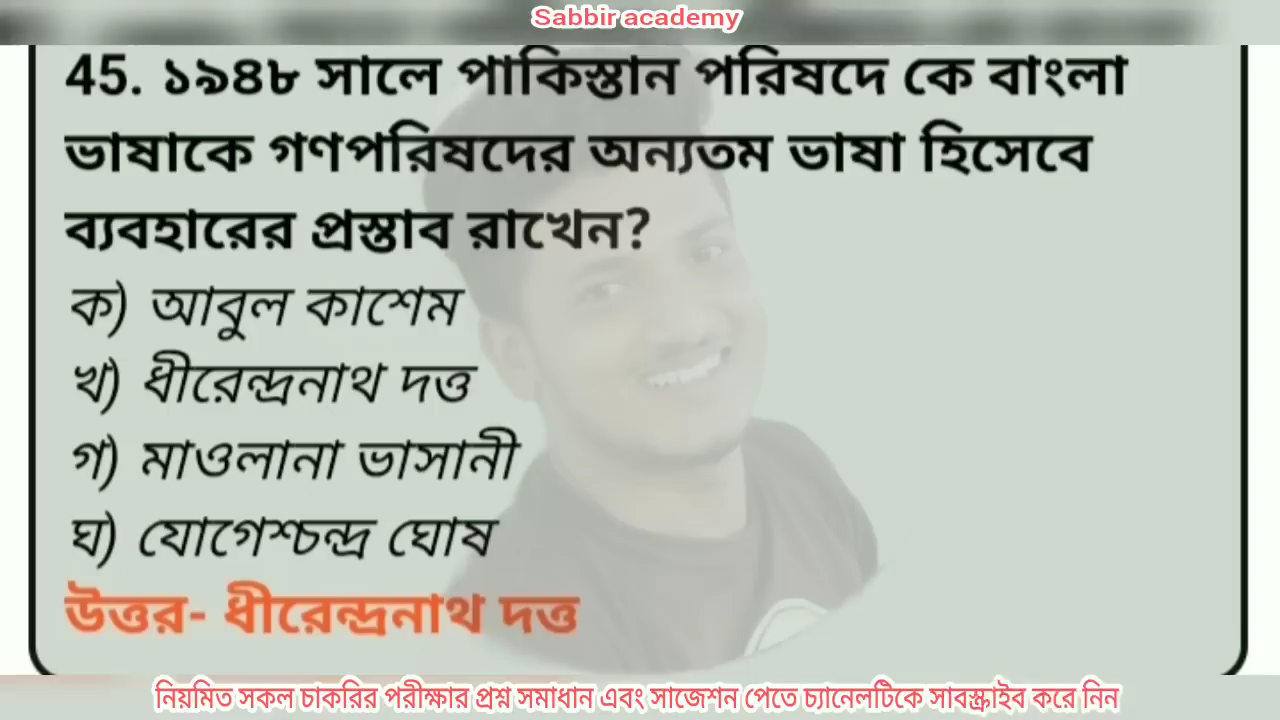 Sabbir academy
45. ১৯৪৮ সালে পাকিস্তান পরিষদে কে বাংলা
ভাষাকে গণপরিষদের অন্যতম ভাষা হিসেবে
ব্যবহারের প্রস্তাব রাখেন?
ক) আবুল কাশেম
খ) ধীরেন্দ্রনাথ দত্ত
গ) মাওলানা ভাসানী
ঘ) যোগেশ্চন্দ্র ঘোষ
উত্তর- ধীরেন্দ্রনাথ দত্ত
নিয়মিত সকল চাকরির পরীক্ষার প্রশ্ন সমাধান এবং সাজেশন পেতে চ্যানেলটিকে সাবস্ক্রাইব করে নিন